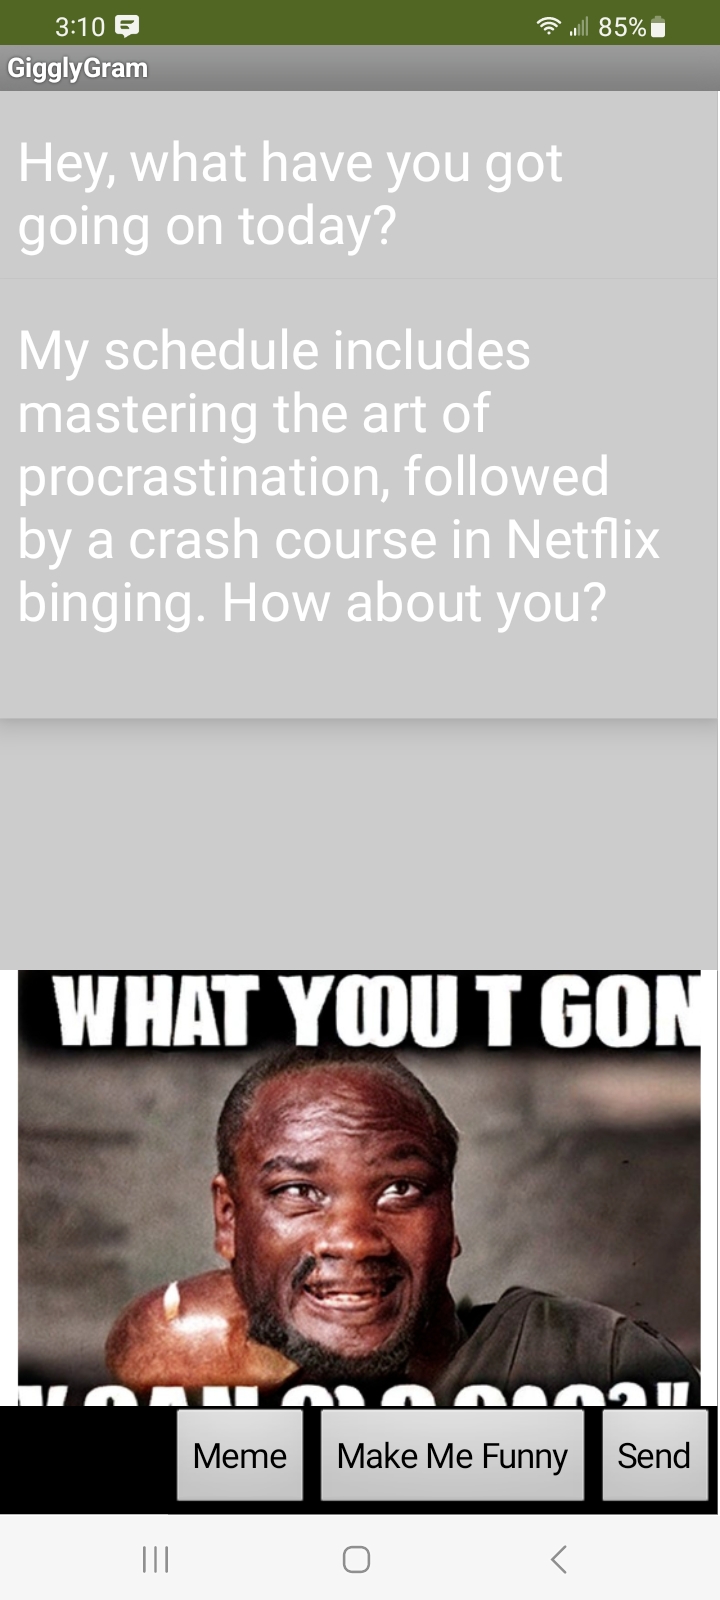 3:10
85%
GigglyGram
Hey, what have you got
going on today?
My schedule includes
mastering the art of
procrastination, followed
by a crash course in Netflix
binging. How about you?
WHAT YOOU T GON
Meme
Make Me Funny
Send